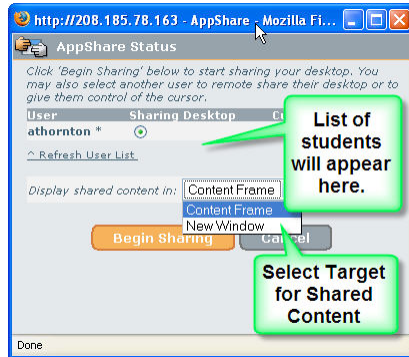 http://208.185.78.163 - AppShare - Mozilla Fi...
AppShare Status
Click 'Begin Sharing' below to start sharing your desktop. You
may also select another user to remote share their desktop or to
give them control of the cursor.
User Sharing Desktop
athornton *
^ Refresh User List
List of
students
will appear
here.
Display shared content in: Content Frame
Content Frame
New Window
Begin Sharing
Select Target
for Shared
Content
Done